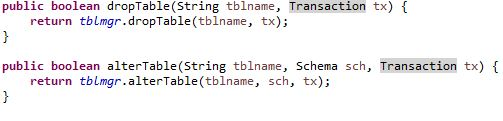 public boolean dropTable(String tblname, Transaction tx) {
return tblmgr.dropTable(tblname, tx);
}
public boolean alterTable(String tblname, Schema sch, Transaction tx) {
return tblmgr.alterTable(tblname, sch, tx);
}